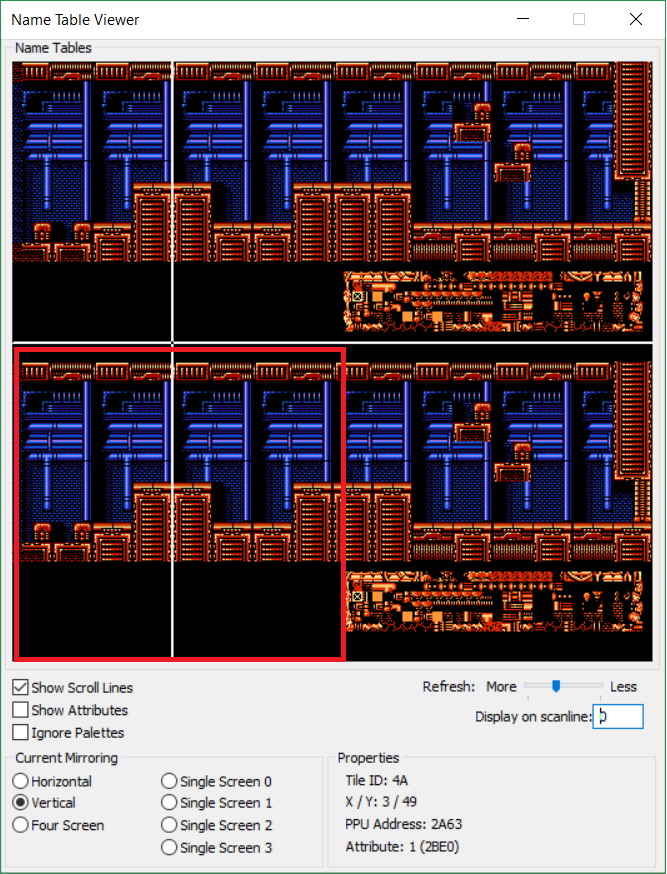 Name Table Viewer
Name Tables
Show Scroll Lines
Show Attributes
Ignore Palettes
Refresh: More Less
Display on scanline: 0
Current Mirroring
Horizontal
Vertical
Four Screen
Single Screen 0
Single Screen 1
Single Screen 2
Single Screen 3
Properties
Tile ID: 4A
X / Y: 3 / 49
PPU Address: 2A63
Attribute: 1 (2BE0)